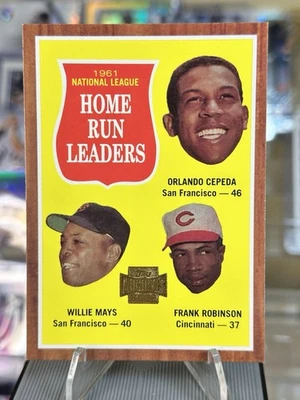 1961
NATIONAL LEAGUE
HOME
RUN
LEADERS
ORLANDO CEPEDA
San Francisco — 46
WILLIE MAYS
San Francisco — 40
FRANK ROBINSON
Cincinnati — 37